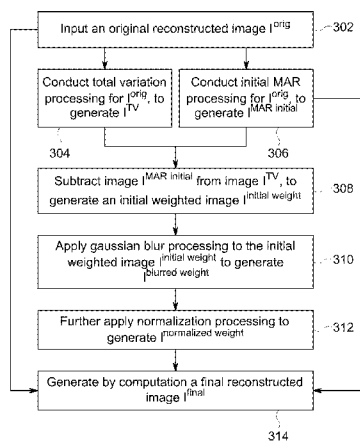 Input an original reconstructed image I^orig
302
Conduct total variation
processing for I^orig, to
generate I^TV
304
Conduct initial MAR
processing for I^orig, to
generate I^MAR initial
306
Subtract image I^MAR initial from image I^TV, to
generate an initial weighted image I^initial weight
308
Apply gaussian blur processing to the initial
weighted image I^initial weight to generate
I^blurred weight
310
Further apply normalization processing to
generate I^normalized weight
312
Generate by computation a final reconstructed
image I^final
314